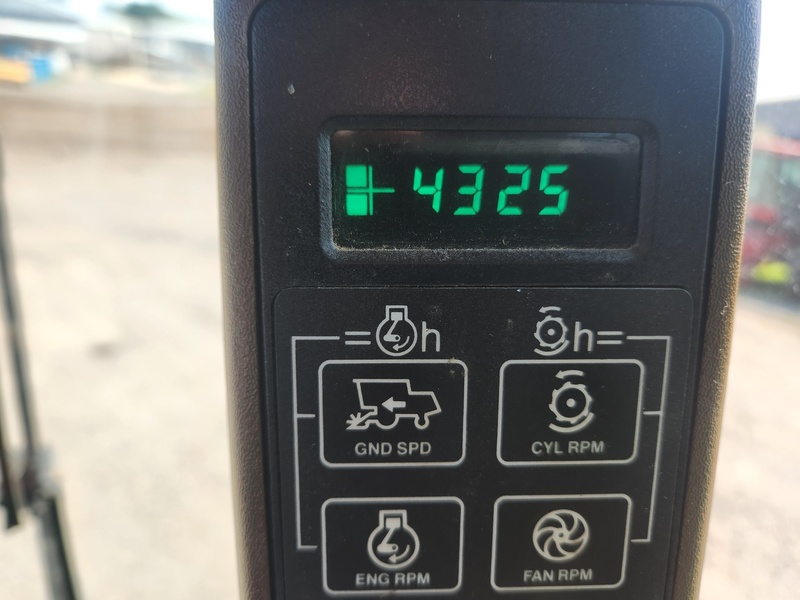 4325
=h
h=
GND SPD
CYL RPM
ENG RPM
FAN RPM